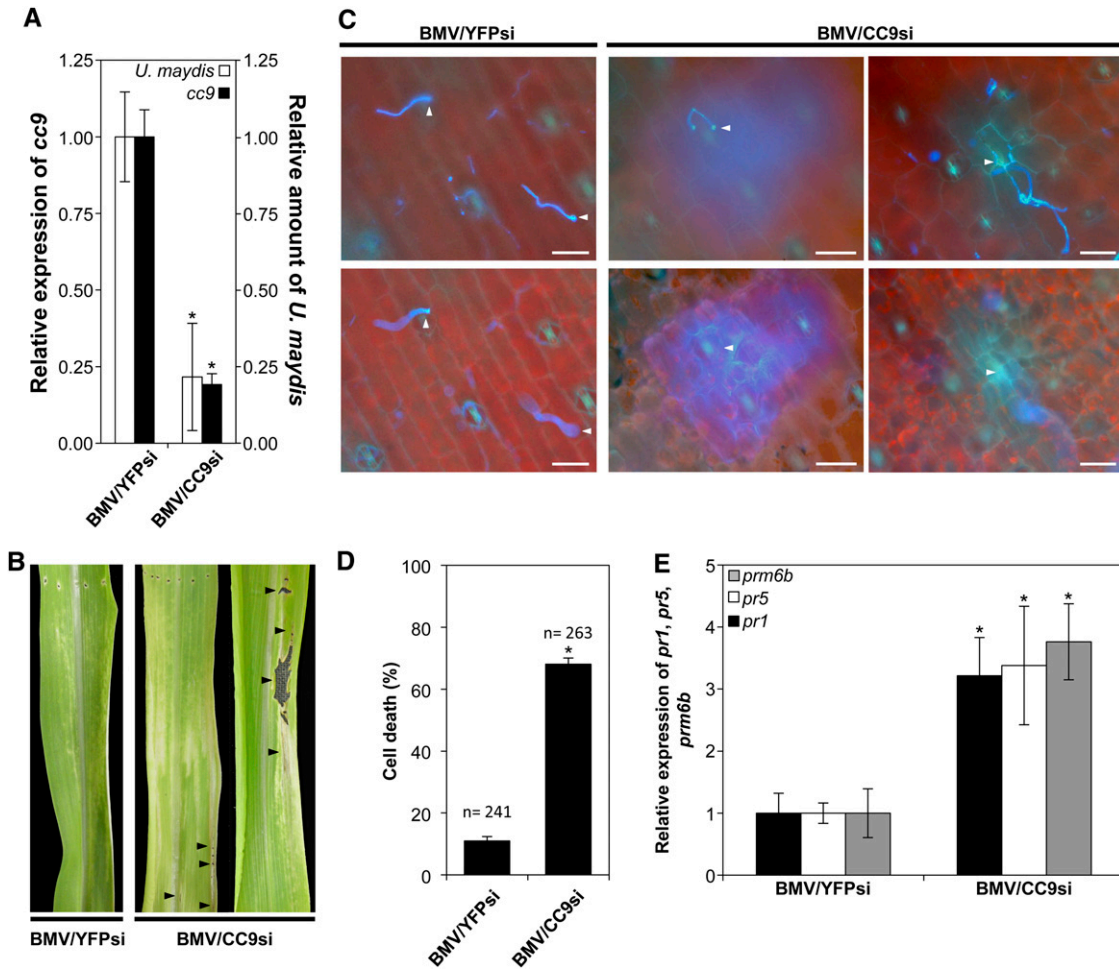 A
Relative expression of cc9
1.25
1.00
0.75
0.50
0.25
0.00
U. maydis
cc9
*
*
1.25
1.00
0.75
0.50
0.25
0.00
Relative amount of U. maydis
BMV/YFPsi
BMV/CC9si
C
BMV/YFPsi
BMV/CC9si
B
BMV/YFPsi
BMV/CC9si
D
Cell death (%)
100
80
60
40
20
0
n= 241
n= 263
*
BMV/YFPsi
BMV/CC9si
E
Relative expression of pr1, pr5,
prm6b
5
4
3
2
1
0
prm6b
pr5
pr1
*
*
*
BMV/YFPsi
BMV/CC9si